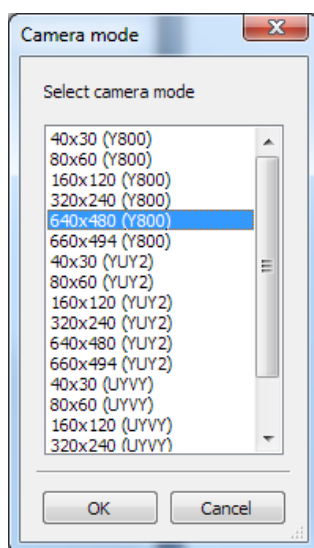 Camera mode
Select camera mode
40x30 (Y800)
80x60 (Y800)
160x120 (Y800)
320x240 (Y800)
640x480 (Y800)
660x494 (Y800)
40x30 (YUY2)
80x60 (YUY2)
160x120 (YUY2)
320x240 (YUY2)
640x480 (YUY2)
660x494 (YUY2)
40x30 (UYVY)
80x60 (UYVY)
160x120 (UYVY)
320x240 (UYVY)
OK Cancel